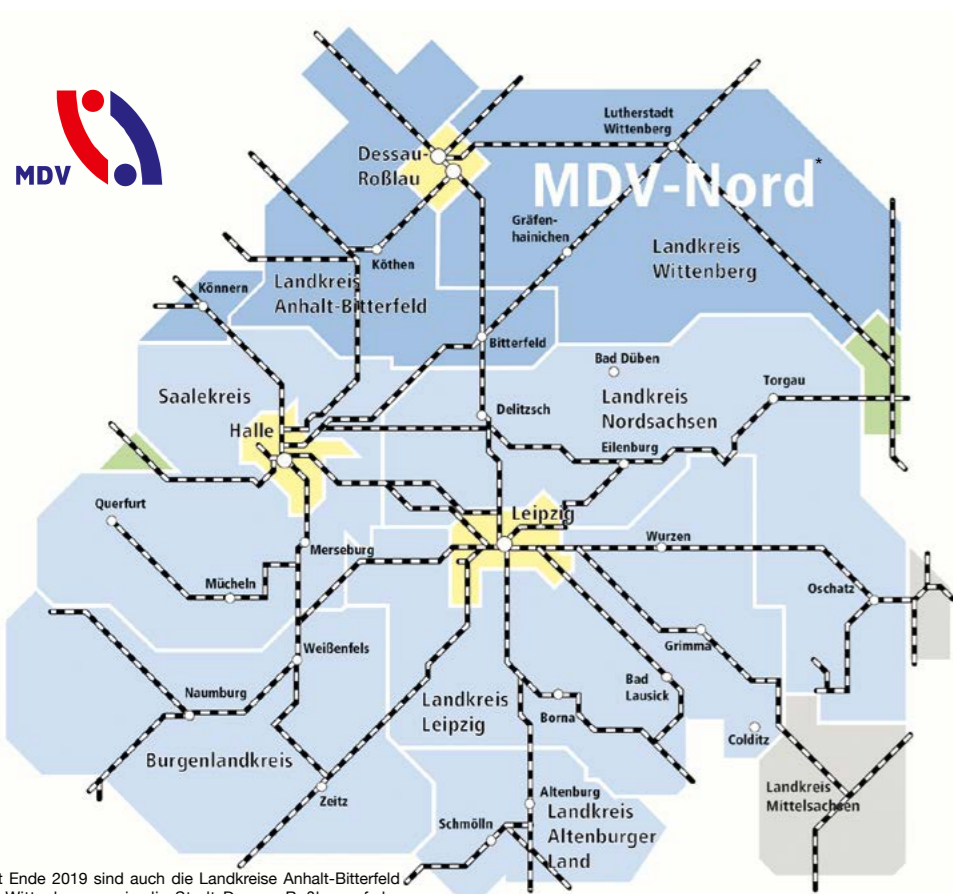 Lutherstadt
Wittenberg
MDV
Dessau-
Roßlau
MDV-Nord*
Gräfen-
hainichen
Landkreis
Wittenberg
Köthen
Könnern
Landkreis
Anhalt-Bitterfeld
Bitterfeld
Bad Düben
Torgau
Saalekreis
Landkreis
Nordsachsen
Delitzsch
Halle
Eilenburg
Querfurt
Leipzig
Merseburg
Wurzen
Mücheln
Oschatz
Weißenfels
Grimma
Naumburg
Landkreis
Leipzig
Bad
Lausick
Borna
Colditz
Burgenlandkreis
Zeitz
Altenburg
Landkreis
Mittelsachsen
Schmölln
Landkreis
Altenburger
Land
t Ende 2019 sind auch die Landkreise Anhalt-Bitterfeld